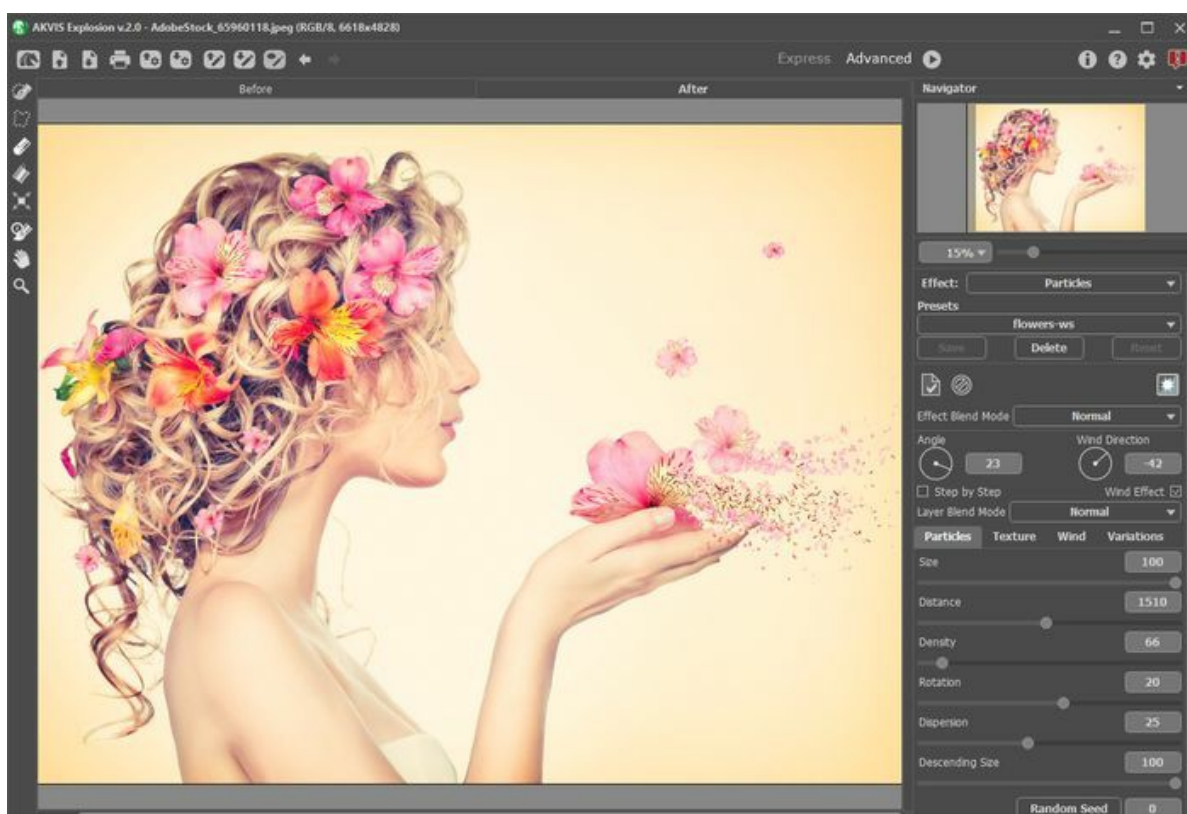 AKVIS Explosion v.2.0 - AdobeStock_65960118.jpeg (RGB/8, 6618x4828)
Express Advanced
Before After
Navigator
15%
Effect: Particles
Presets
flowers-ws
Save Delete Reset
Effect Blend Mode Normal
Angle Wind Direction
23 -42
Step by Step Wind Effect
Layer Blend Mode Normal
Particles Texture Wind Variations
Size 100
Distance 1510
Density 66
Rotation 20
Dispersion 25
Descending Size 100
Random Seed 0